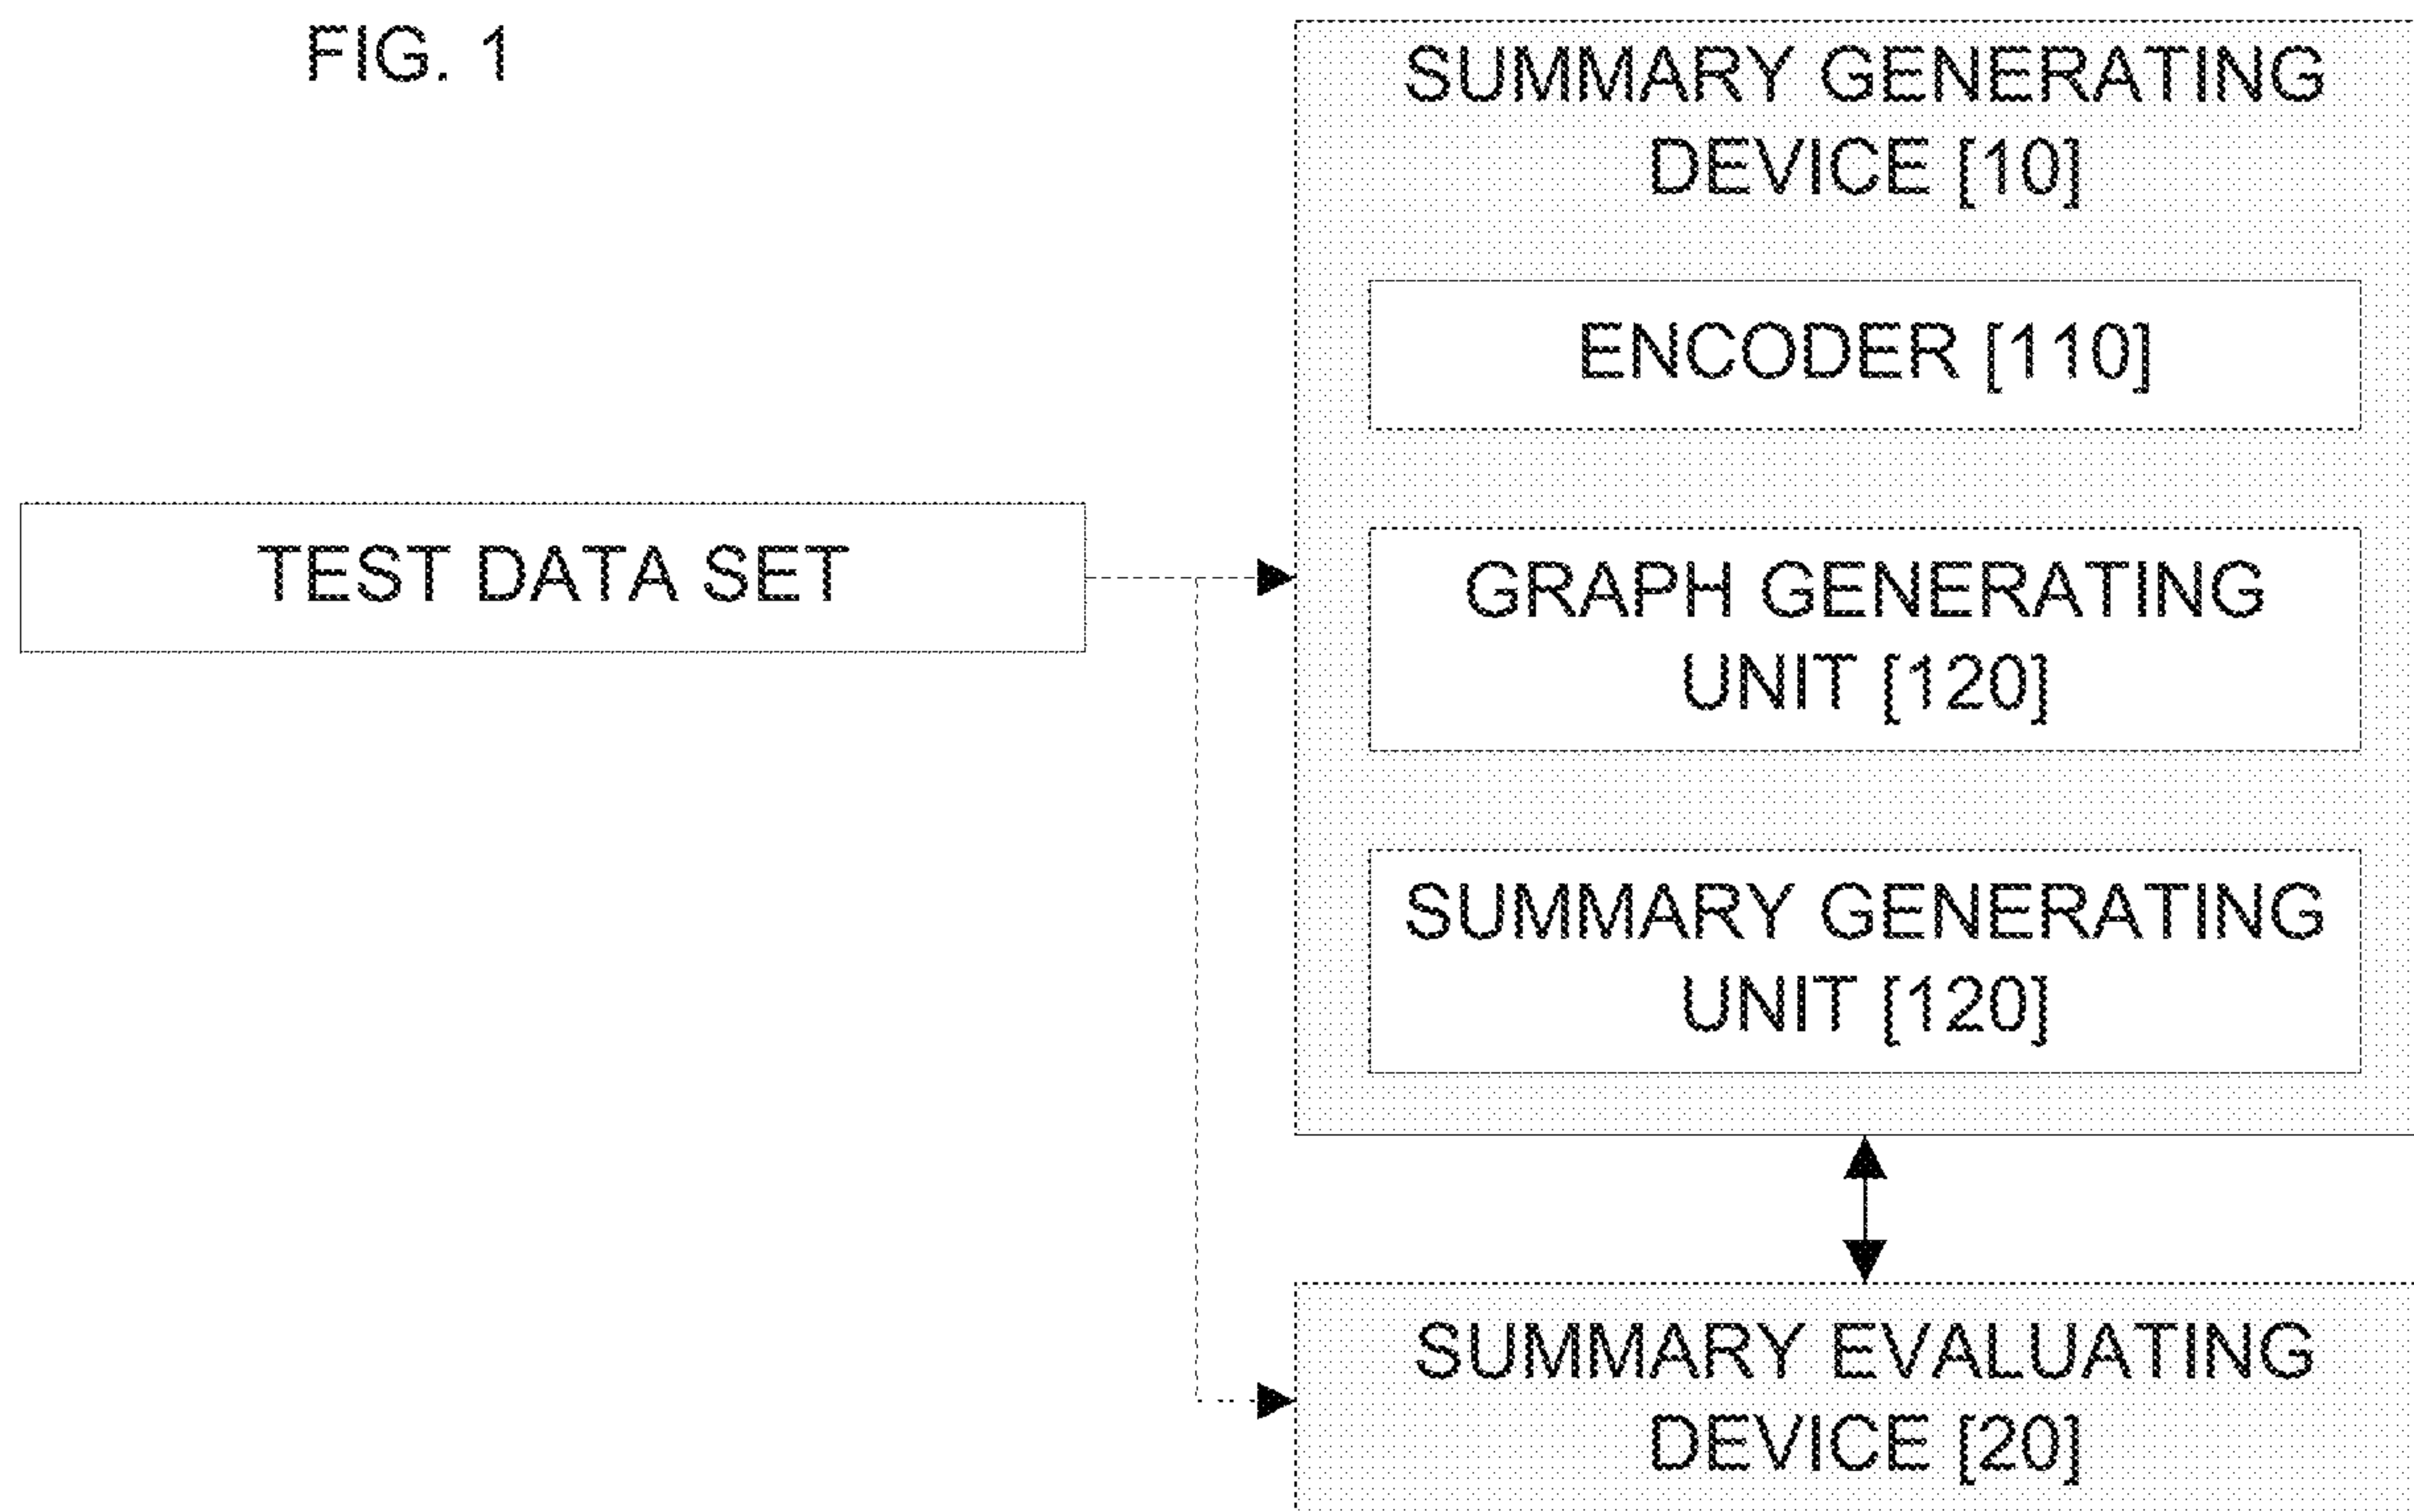 FIG. 1
SUMMARY GENERATING
DEVICE [10]
ENCODER [110]
TEST DATA SET
GRAPH GENERATING
UNIT [120]
SUMMARY GENERATING
UNIT [120]
SUMMARY EVALUATING
DEVICE [20]